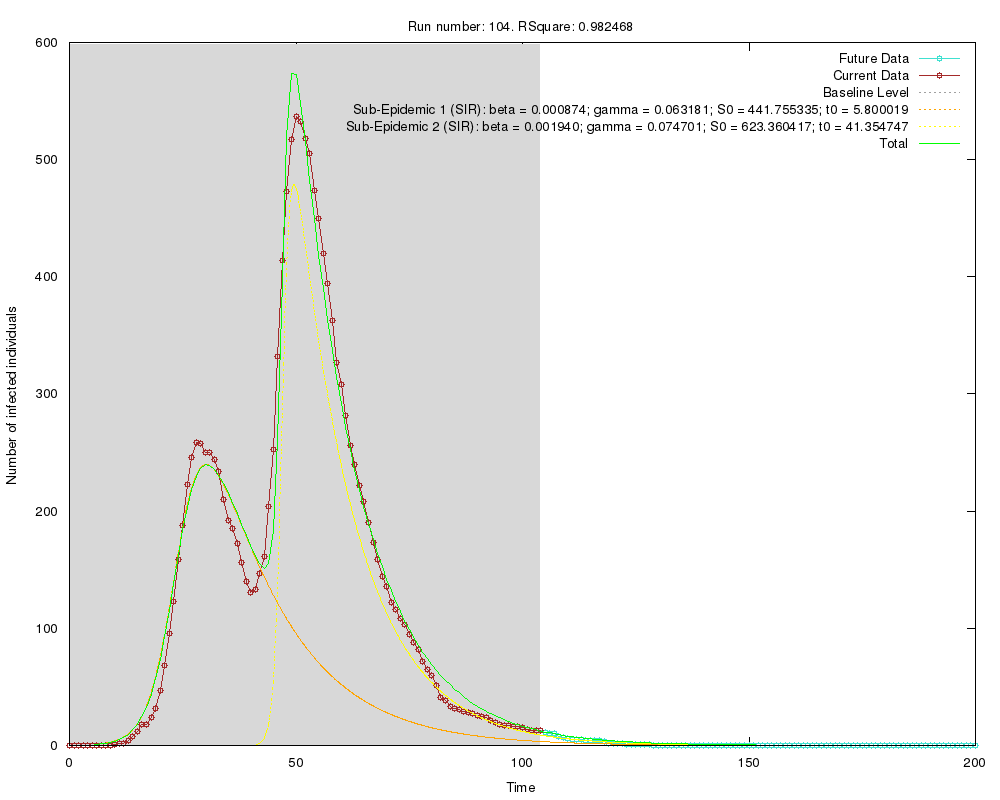 Run number: 104. RSquare: 0.982468
600
500
400
300
200
100
0
Number of infected individuals
Future Data
Current Data
Baseline Level
Sub-Epidemic 1 (SIR): beta = 0.000874; gamma = 0.063181; S0 = 441.755335; t0 = 5.800019
Sub-Epidemic 2 (SIR): beta = 0.001940; gamma = 0.074701; S0 = 623.360417; t0 = 41.354747
Total
0 50 100 150 200
Time